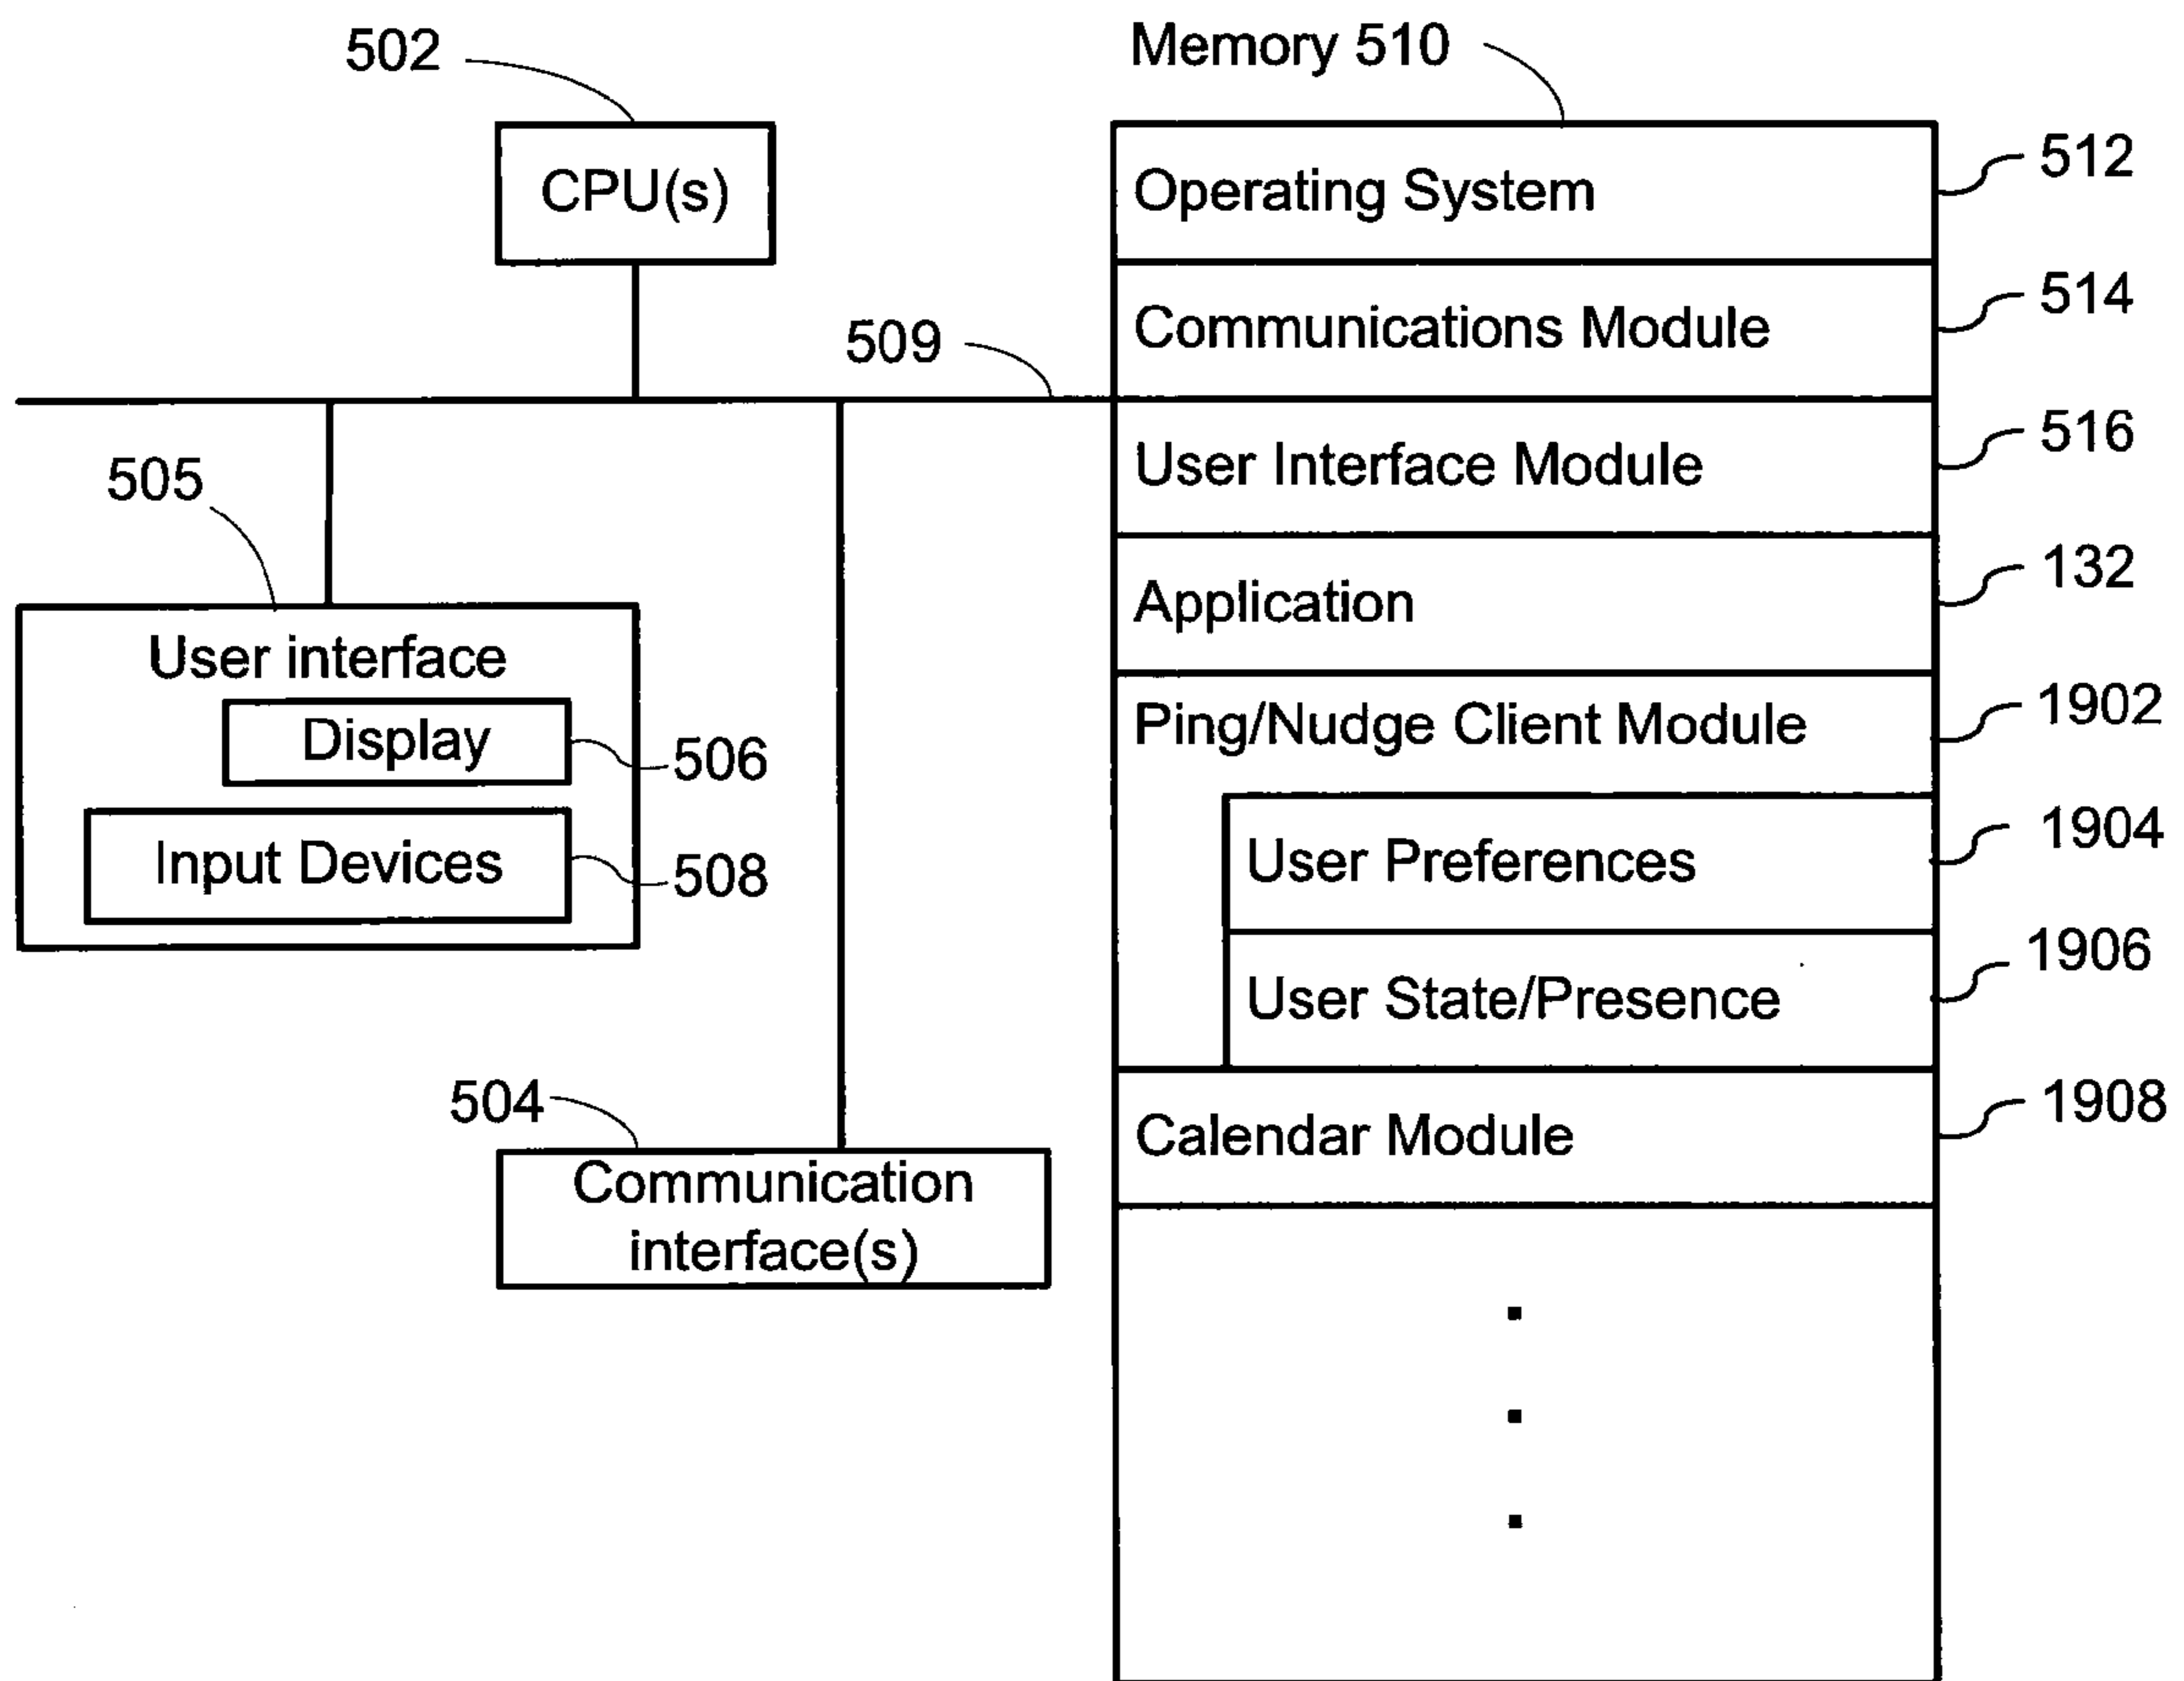 502
CPU(s)
509
505
User interface
Display
506
Input Devices
508
504
Communication
interface(s)
Memory 510
Operating System
512
Communications Module
514
User Interface Module
516
Application
132
Ping/Nudge Client Module
1902
User Preferences
1904
User State/Presence
1906
Calendar Module
1908